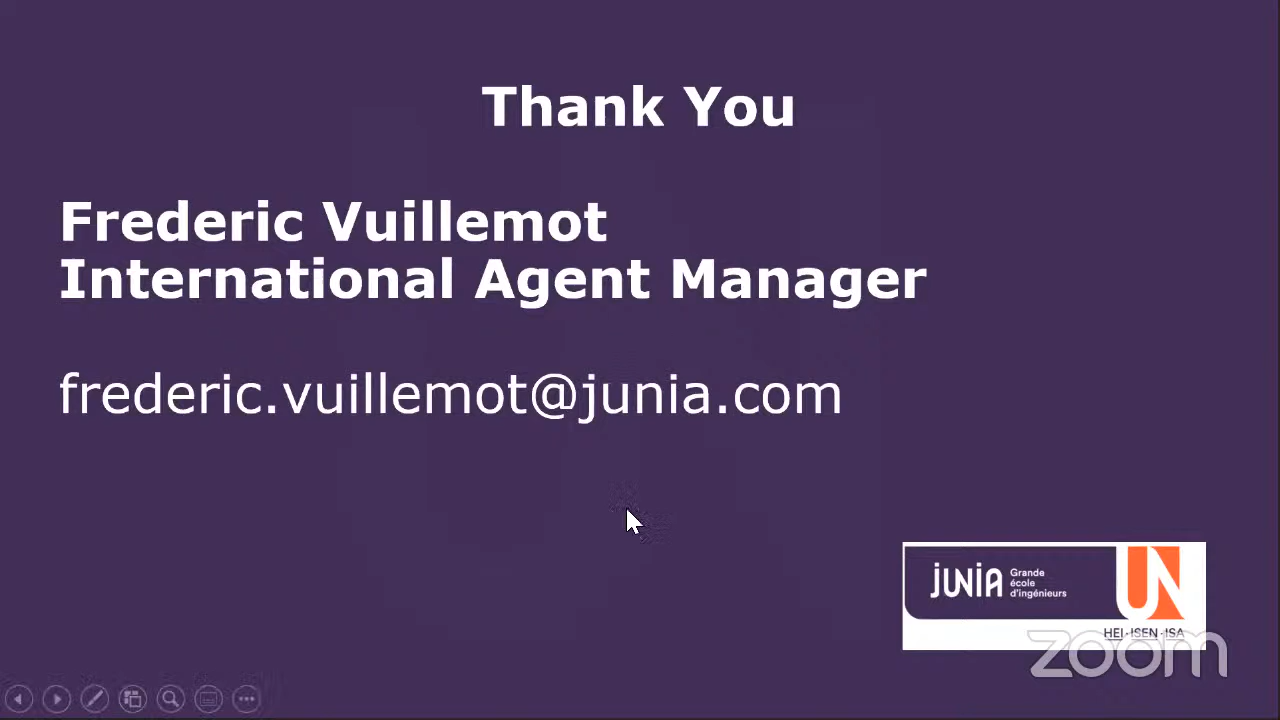 Thank You
Frederic Vuillemot
International Agent Manager
frederic.vuillemot@junia.com
JUNIA
Grande
école
d'ingénieurs
UN
HEI·ISEN·ISA
zoom